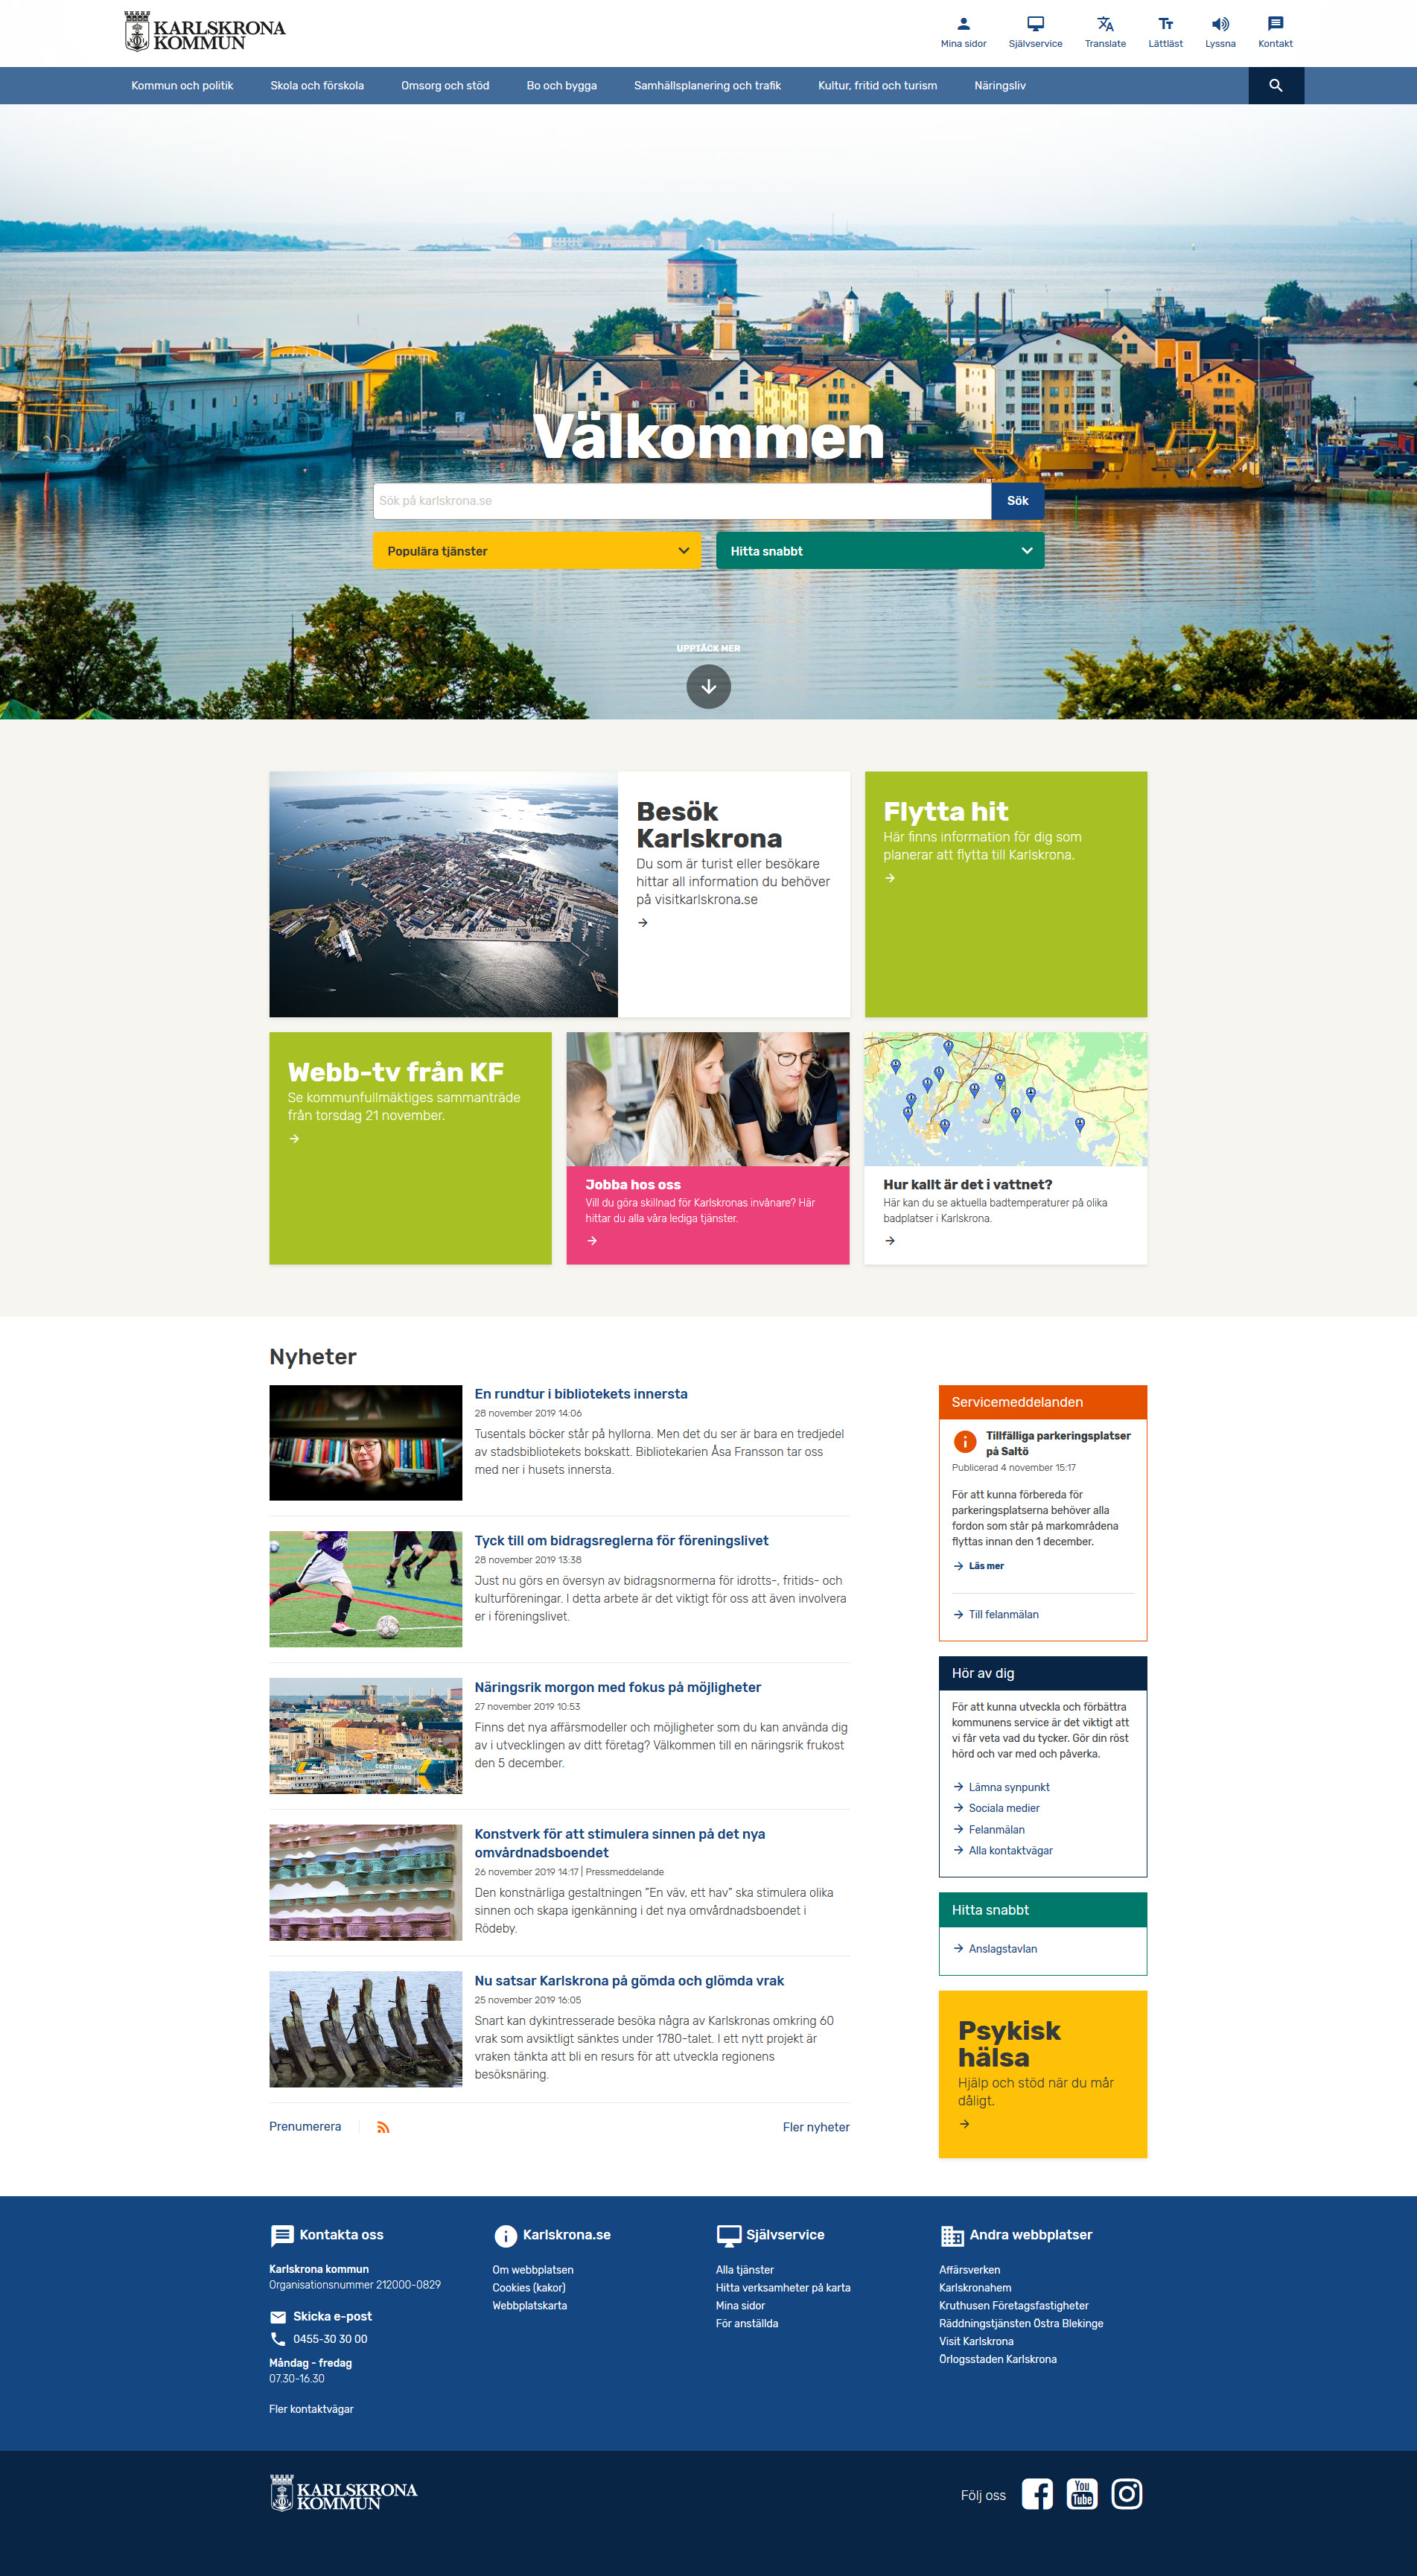 KARLSKRONA
KOMMUN
Mina sidor
Självservice
Translate
Lättläst
Lyssna
Kontakt
Kommun och politik
Skola och förskola
Omsorg och stöd
Bo och bygga
Samhällsplanering och trafik
Kultur, fritid och turism
Näringsliv
Välkommen
Sök på karlskrona.se
Sök
Populära tjänster
Hitta snabbt
UPPTÄCK MER
Besök
Karlskrona
Du som är turist eller besökare
hittar all information du behöver
på visitkarlskrona.se
Flytta hit
Här finns information för dig som
planerar att flytta till Karlskrona.
Webb-tv från KF
Se kommunfullmäktiges sammanträde
från torsdag 21 november.
Jobba hos oss
Vill du göra skillnad för Karlskronas invånare? Här
hittar du alla våra lediga tjänster.
Hur kallt är det i vattnet?
Här kan du se aktuella badtemperaturer på olika
badplatser i Karlskrona.
Nyheter
En rundtur i bibliotekets innersta
28 november 2019 14:06
Tusentals böcker står på hyllorna. Men det du ser är bara en tredjedel
av stadsbibliotekets bokskatt. Bibliotekarien Åsa Fransson tar oss
med ner i husets innersta.
Tyck till om bidragsreglerna för föreningslivet
28 november 2019 13:38
Just nu görs en översyn av bidragsnormerna för idrotts-, fritids- och
kulturföreningar. I detta arbete är det viktigt för oss att även involvera
er i föreningslivet.
COAST GUARD
Näringsrik morgon med fokus på möjligheter
27 november 2019 10:53
Finns det nya affärsmodeller och möjligheter som du kan använda dig
av i utvecklingen av ditt företag? Välkommen till en näringsrik frukost
den 5 december.
Konstverk för att stimulera sinnen på det nya
omvårdnadsboendet
26 november 2019 14:17 | Pressmeddelande
Den konstnärliga gestaltningen "En väv, ett hav" ska stimulera olika
sinnen och skapa igenkänning i det nya omvårdnadsboendet i
Rödeby.
Nu satsar Karlskrona på gömda och glömda vrak
25 november 2019 16:05
Snart kan dykintresserade besöka några av Karlskronas omkring 60
vrak som avsiktligt sänktes under 1780-talet. I ett nytt projekt är
vraken tänkta att bli en resurs för att utveckla regionens
besöksnäring.
Prenumerera
Fler nyheter
Servicemeddelanden
Tillfälliga parkeringsplatser
på Saltö
Publicerad 4 november 15:17
För att kunna förbereda för
parkeringsplatserna behöver alla
fordon som står på markområdena
flyttas innan den 1 december.
Läs mer
Till felanmälan
Hör av dig
För att kunna utveckla och förbättra
kommunens service är det viktigt att
vi får veta vad du tycker. Gör din röst
hörd och var med och påverka.
Lämna synpunkt
Sociala medier
Felanmälan
Alla kontaktvägar
Hitta snabbt
Anslagstavlan
Psykisk
hälsa
Hjälp och stöd när du mår
dåligt.
Kontakta oss
Karlskrona kommun
Organisationsnummer 212000-0829
Skicka e-post
0455-30 30 00
Måndag - fredag
07.30-16.30
Fler kontaktvägar
Karlskrona.se
Om webbplatsen
Cookies (kakor)
Webbplatskarta
Självservice
Alla tjänster
Hitta verksamheter på karta
Mina sidor
För anställda
Andra webbplatser
Affärsverken
Karlskronahem
Kruthusen Företagsfastigheter
Räddningstjänsten Östra Blekinge
Visit Karlskrona
Örlogsstaden Karlskrona
KARLSKRONA
KOMMUN
Följ oss
You
Tube